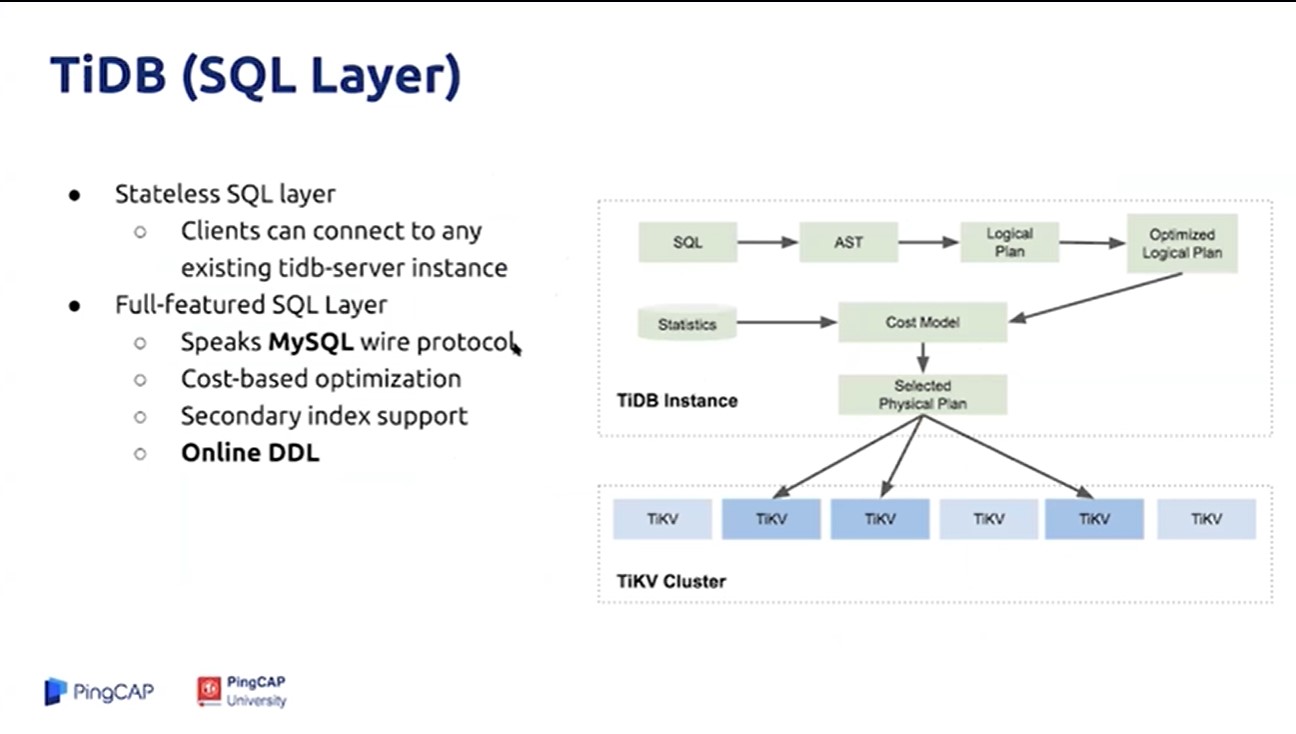 TiDB (SQL Layer)
● Stateless SQL layer
○ Clients can connect to any
existing tidb-server instance
● Full-featured SQL Layer
○ Speaks MySQL wire protocol
○ Cost-based optimization
○ Secondary index support
○ Online DDL
SQL
AST
Logical
Plan
Optimized
Logical Plan
Statistics
Cost Model
Selected
Physical Plan
TiDB Instance
TiKV
TiKV
TiKV
TiKV
TiKV
TiKV
TiKV Cluster
PingCAP
PingCAP
University